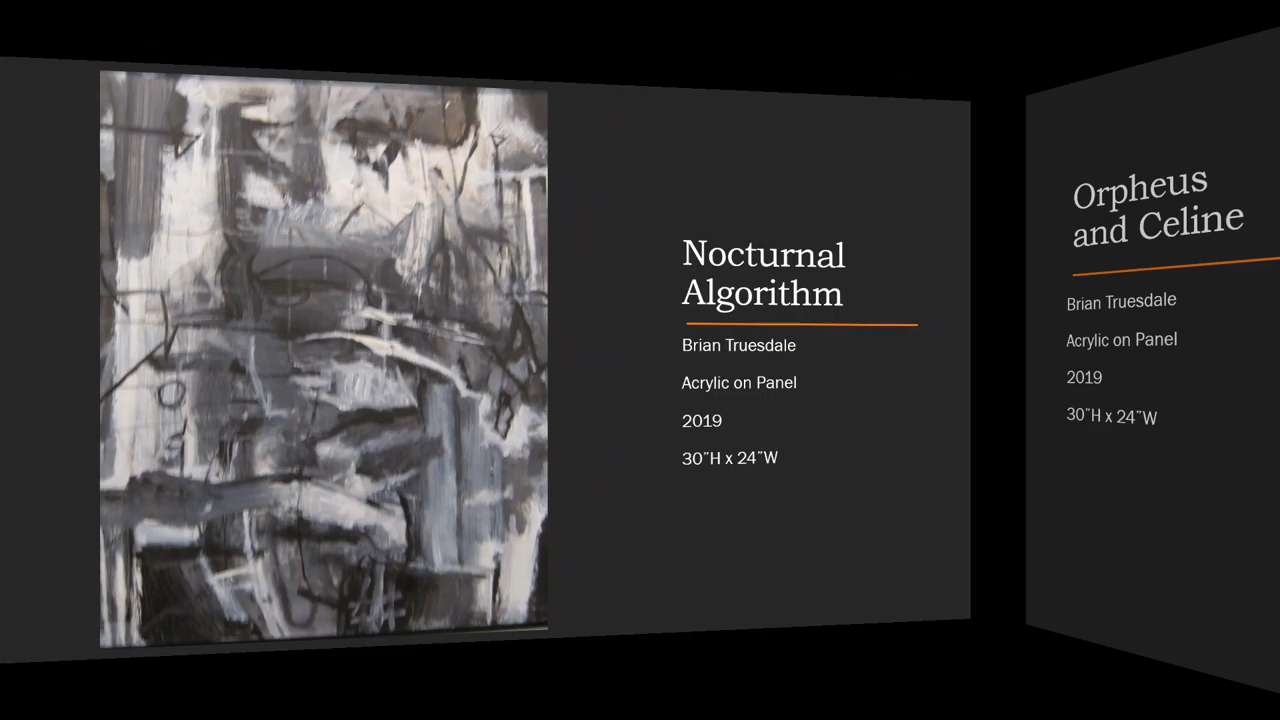 Nocturnal
Algorithm
Brian Truesdale
Acrylic on Panel
2019
30"H x 24"W
Orpheus
and Celine
Brian Truesdale
Acrylic on Panel
2019
30"H x 24"W